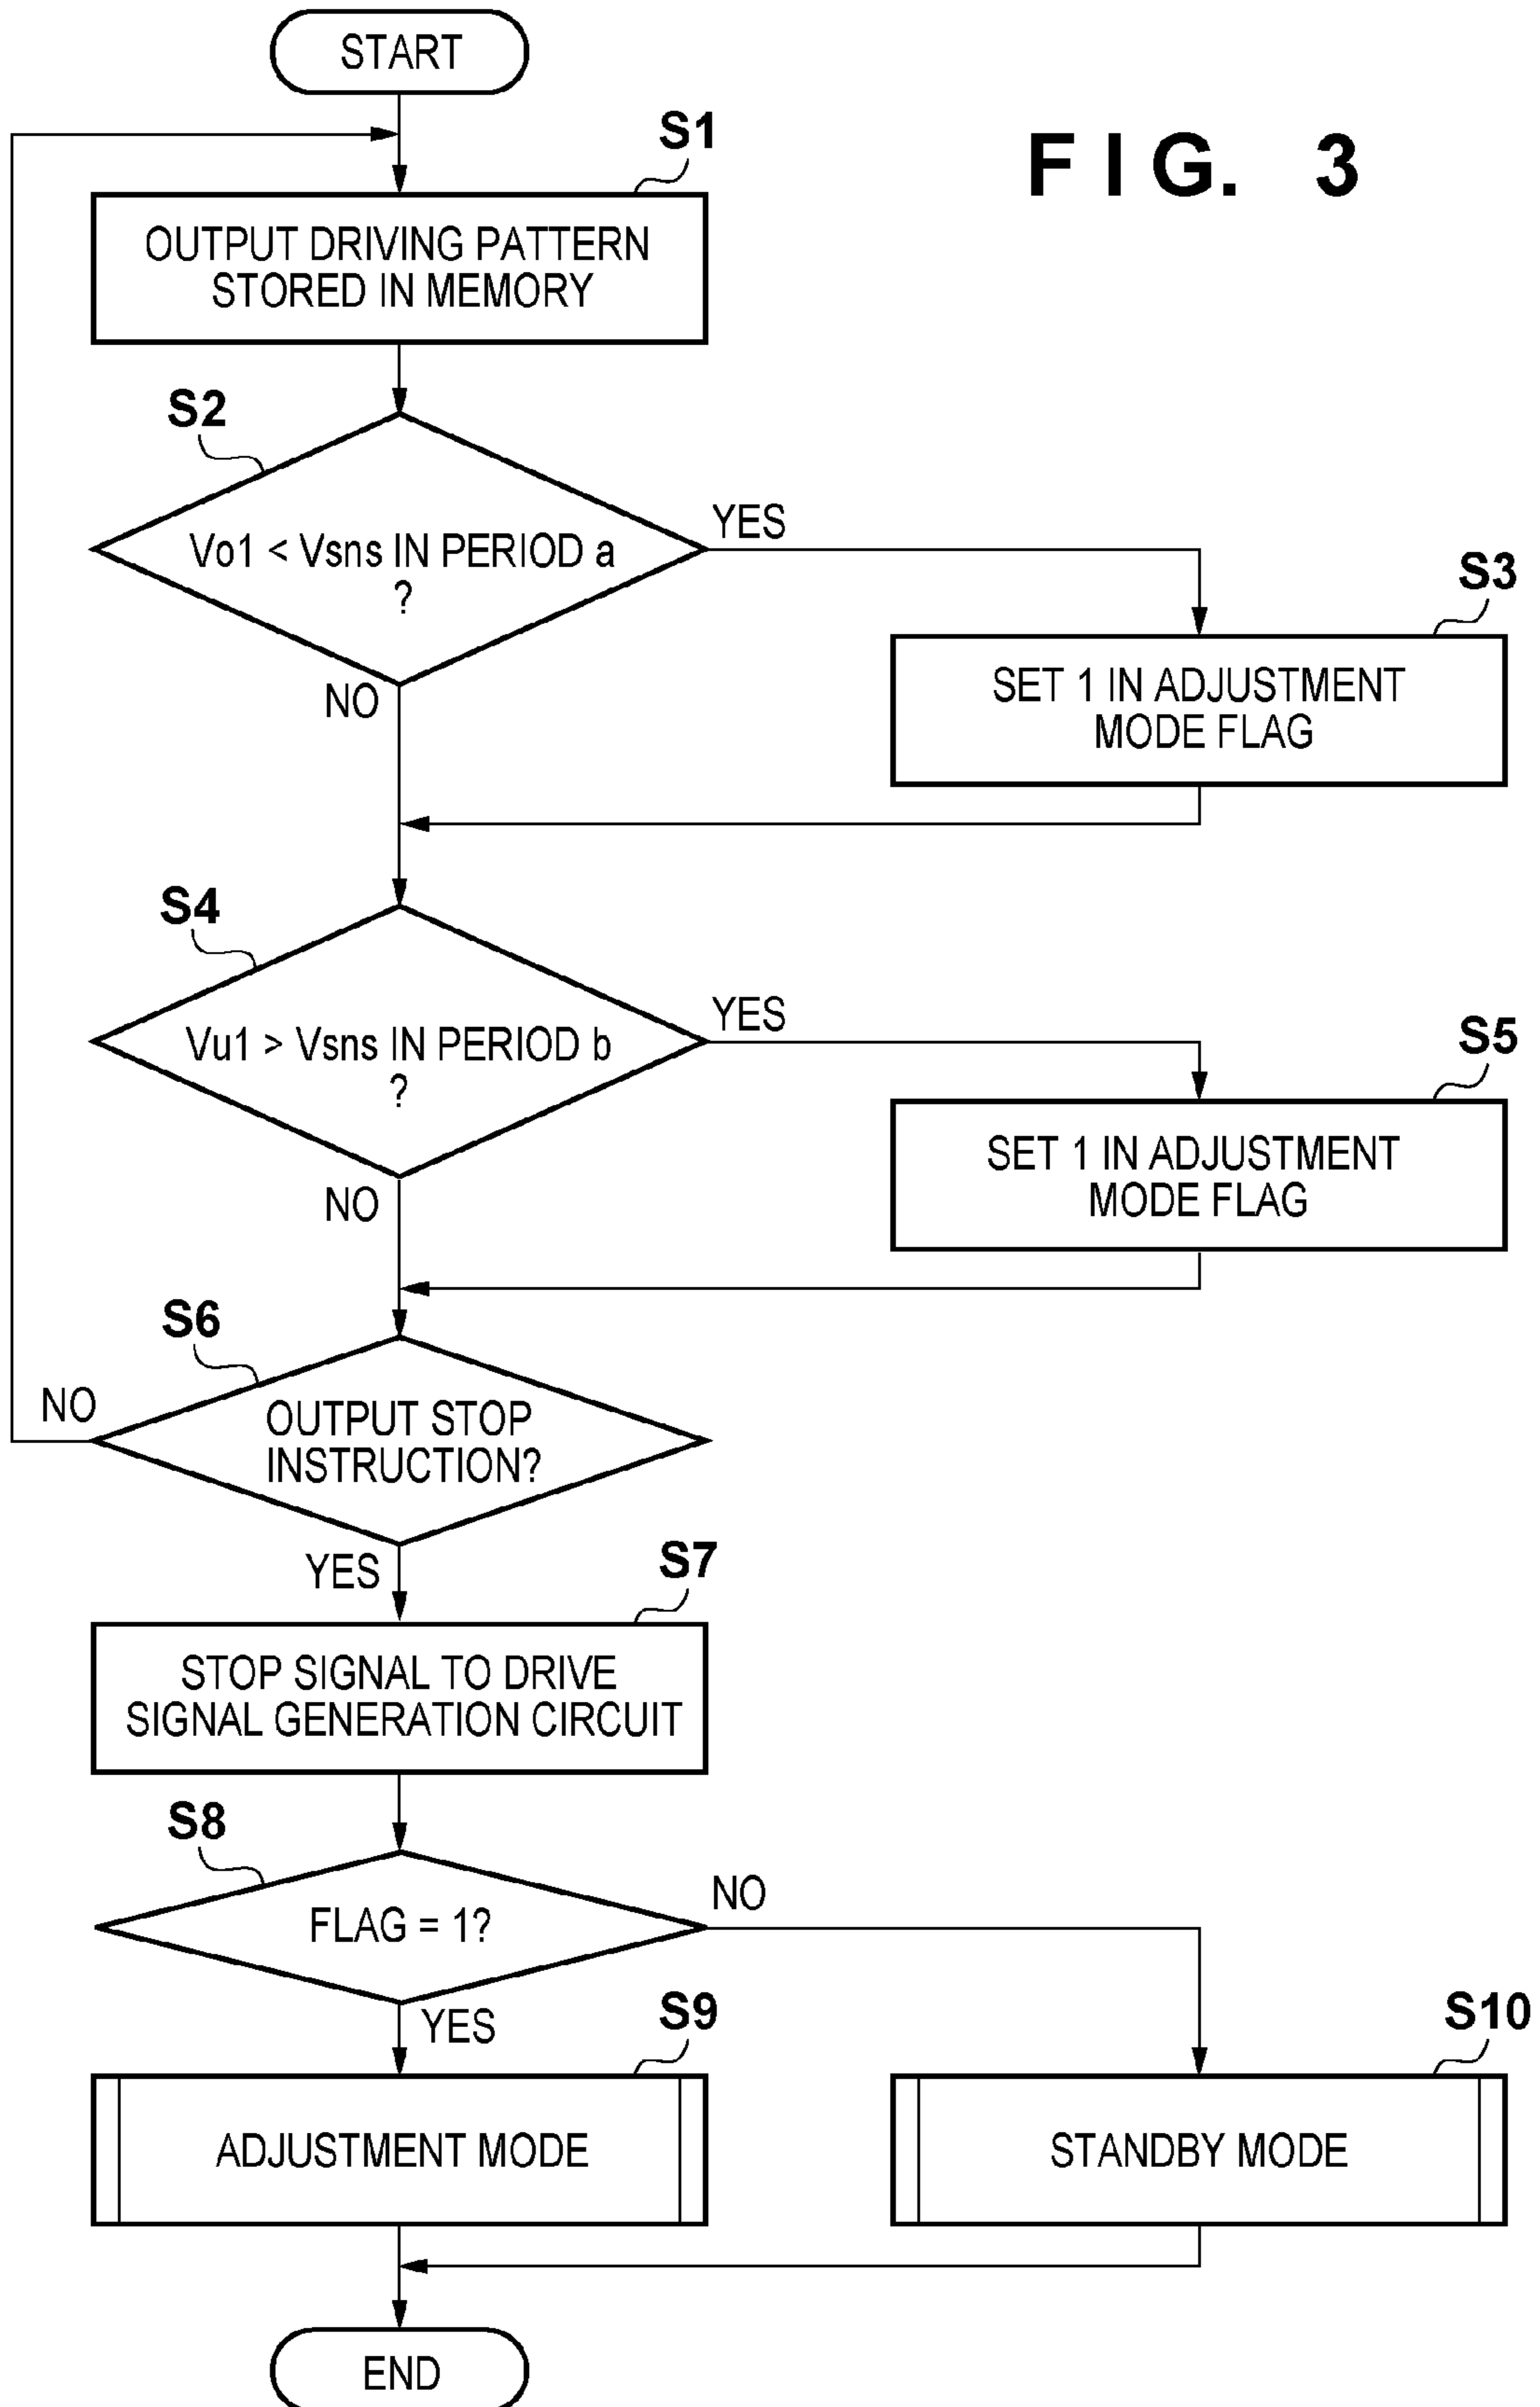 START
F I G. 3
S1
OUTPUT DRIVING PATTERN
STORED IN MEMORY
S2
Vo1 < Vsns IN PERIOD a
?
YES
NO
S3
SET 1 IN ADJUSTMENT
MODE FLAG
S4
Vu1 > Vsns IN PERIOD b
?
YES
NO
S5
SET 1 IN ADJUSTMENT
MODE FLAG
S6
OUTPUT STOP
INSTRUCTION?
NO
YES
S7
STOP SIGNAL TO DRIVE
SIGNAL GENERATION CIRCUIT
S8
FLAG = 1?
NO
YES
S9
ADJUSTMENT MODE
S10
STANDBY MODE
END